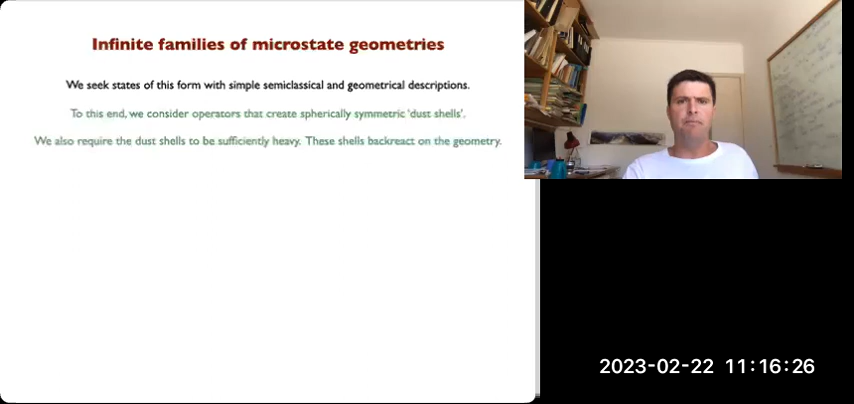 Infinite families of microstate geometries
We seek states of this form with simple semiclassical and geometrical descriptions.
To this end, we consider operators that create spherically symmetric 'dust shells'.
We also require the dust shells to be sufficiently heavy. These shells backreact on the geometry.
2023-02-22 11:16:26